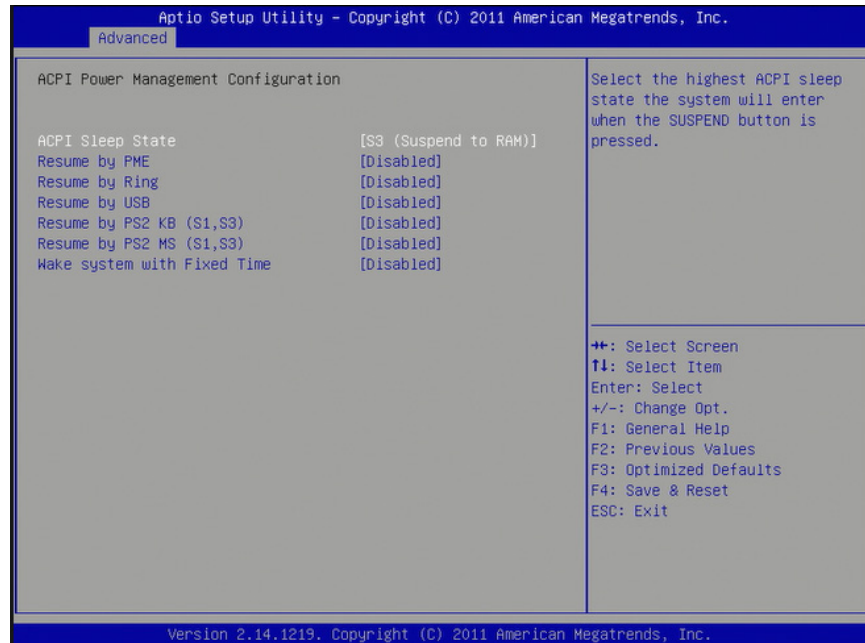 Aptio Setup Utility – Copyright (C) 2011 American Megatrends, Inc.
Advanced
ACPI Power Management Configuration
ACPI Sleep State [S3 (Suspend to RAM)]
Resume by PME [Disabled]
Resume by Ring [Disabled]
Resume by USB [Disabled]
Resume by PS2 KB (S1,S3) [Disabled]
Resume by PS2 MS (S1,S3) [Disabled]
Wake system with Fixed Time [Disabled]
Select the highest ACPI sleep
state the system will enter
when the SUSPEND button is
pressed.
→←: Select Screen
↑↓: Select Item
Enter: Select
+/-: Change Opt.
F1: General Help
F2: Previous Values
F3: Optimized Defaults
F4: Save & Reset
ESC: Exit
Version 2.14.1219. Copyright (C) 2011 American Megatrends, Inc.